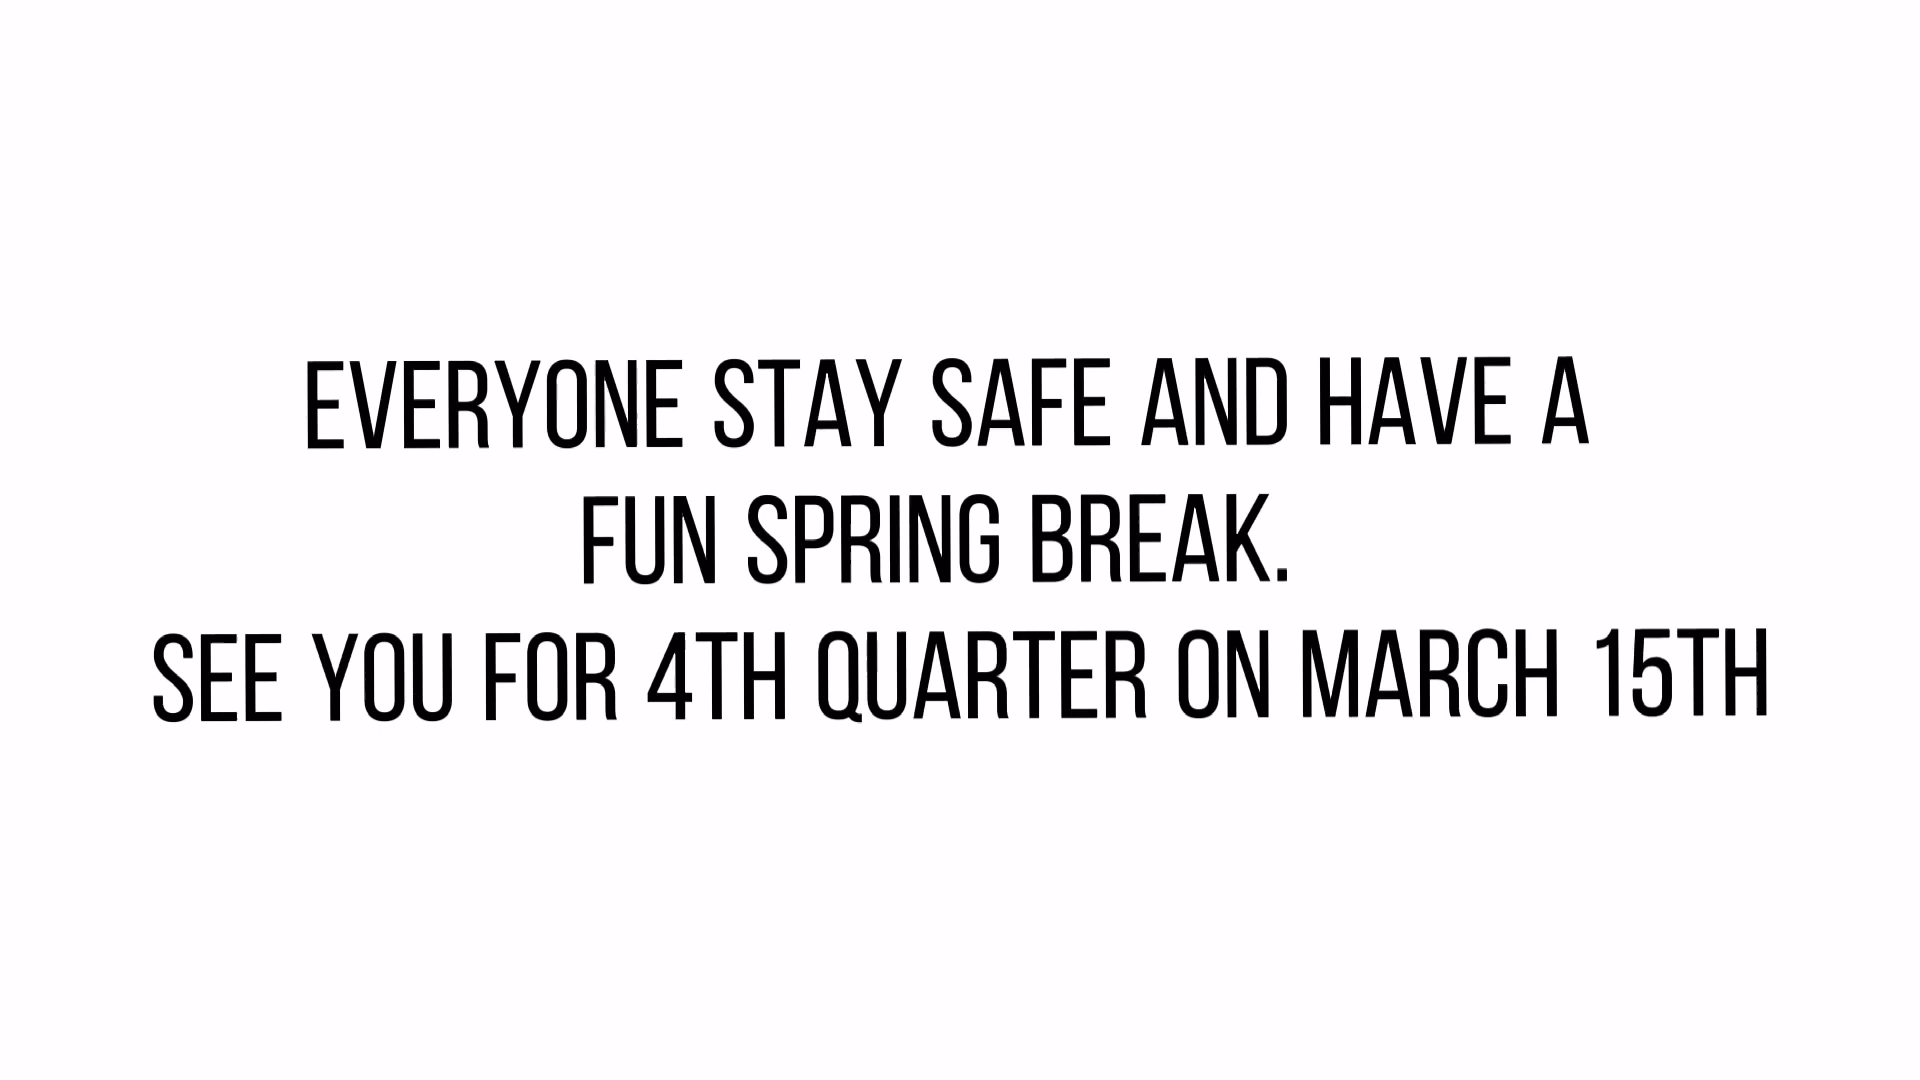 EVERYONE STAY SAFE AND HAVE A
FUN SPRING BREAK.
SEE YOU FOR 4TH QUARTER ON MARCH 15TH